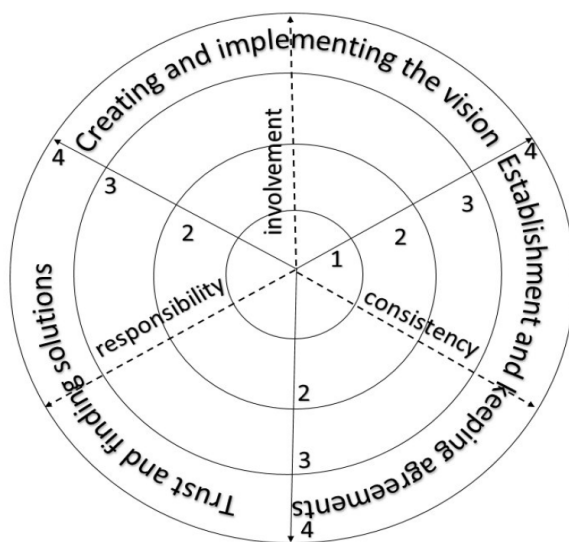 Creating and implementing the vision
Establishment and keeping agreements
Trust and finding solutions
involvement
consistency
responsibility
4
3
2
1
2
3
4
2
3
4